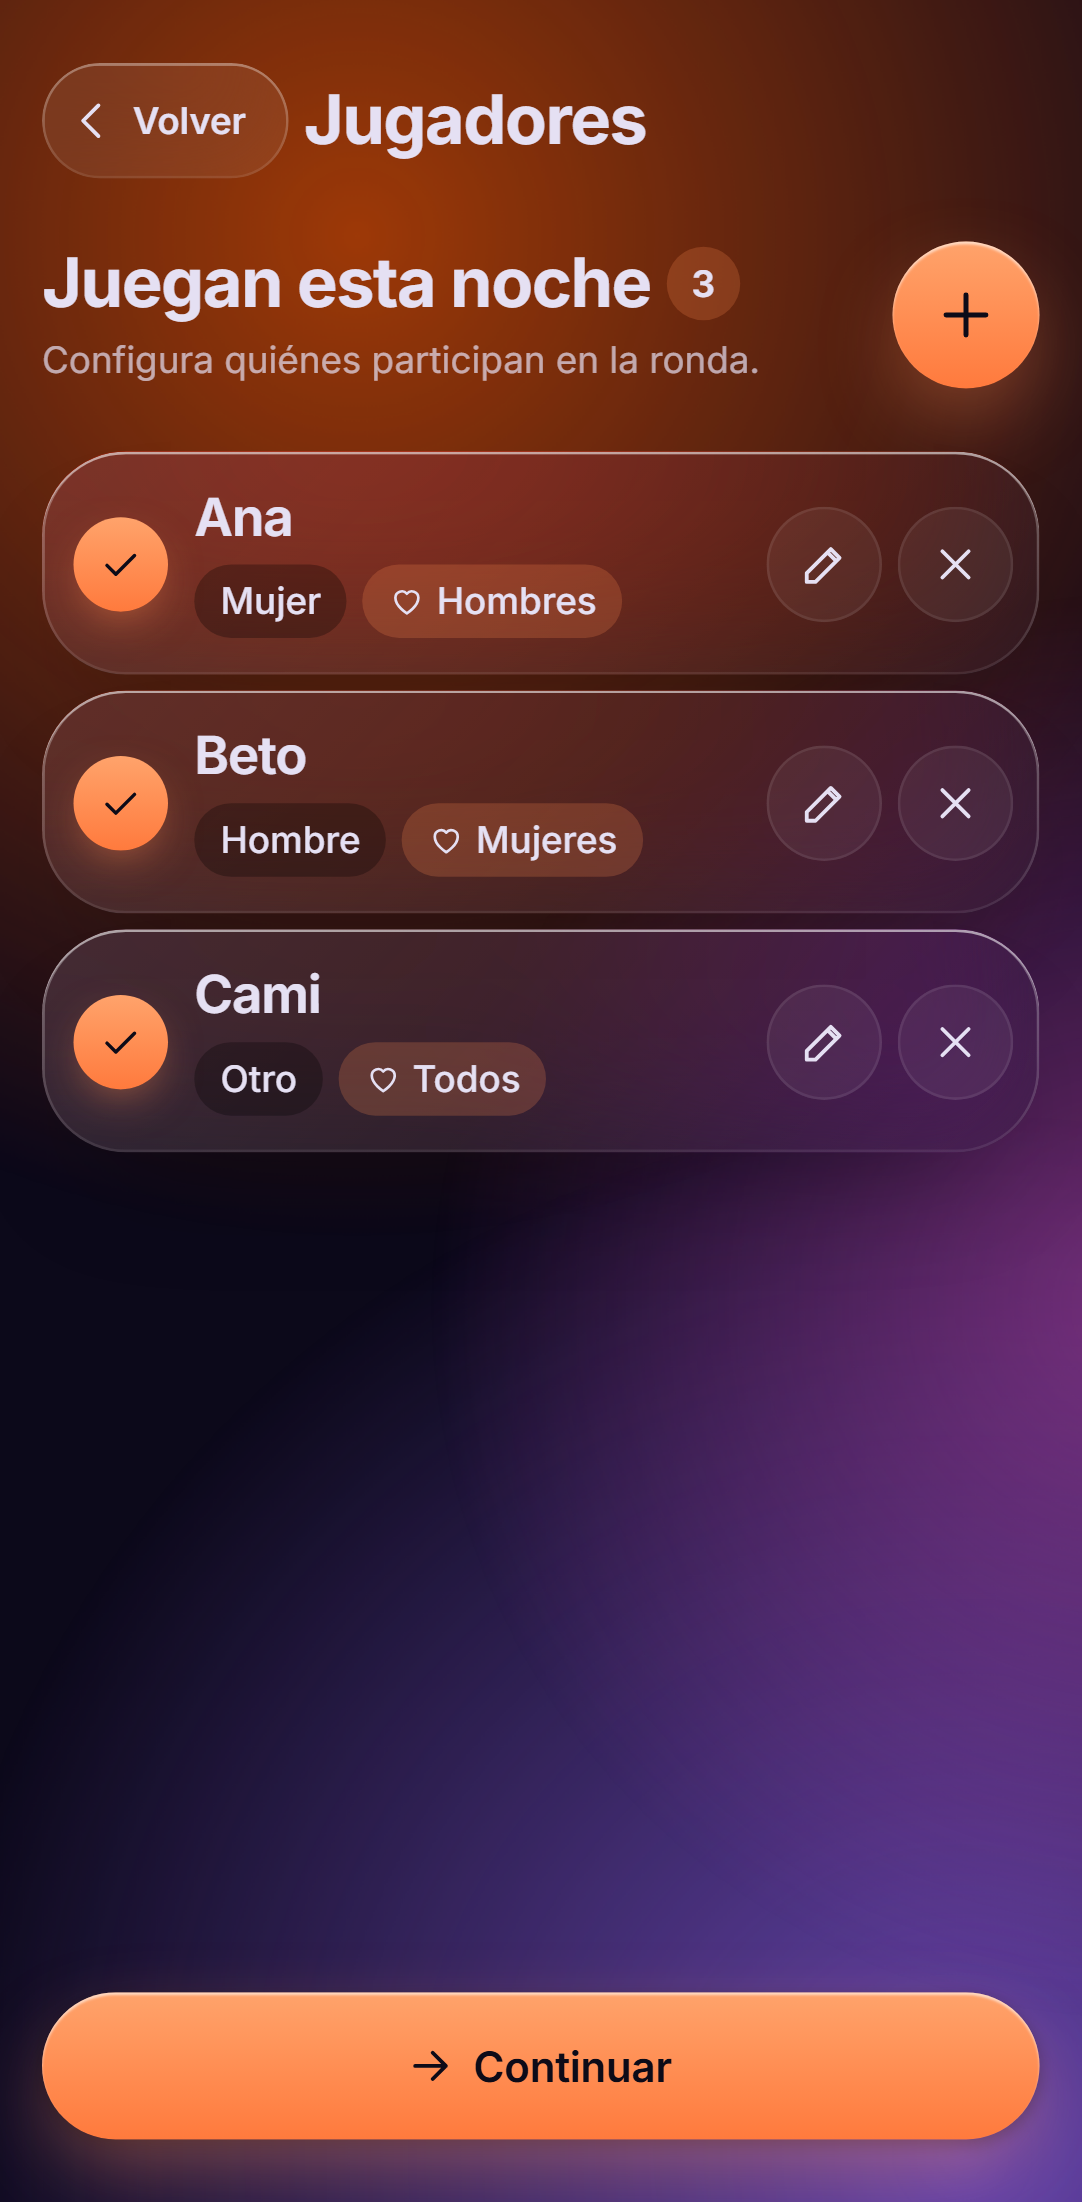 Volver
Jugadores
Juegan esta noche 3
Configura quiénes participan en la ronda.
Ana
Mujer Hombres
Beto
Hombre Mujeres
Cami
Otro Todos
Continuar